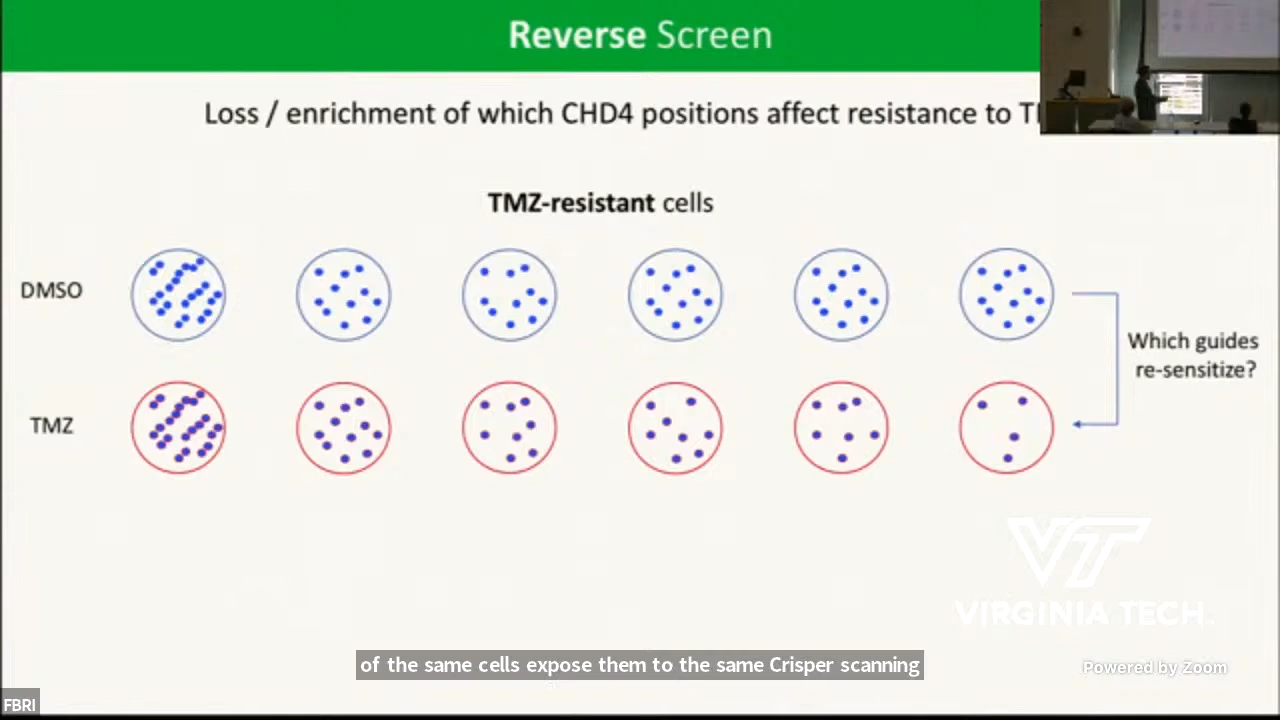 Reverse Screen
Loss / enrichment of which CHD4 positions affect resistance to
TMZ-resistant cells
DMSO
Which guides
re-sensitize?
TMZ
VT
VIRGINIA TECH.
of the same cells expose them to the same Crisper scanning
Powered by Zoom
FBRI